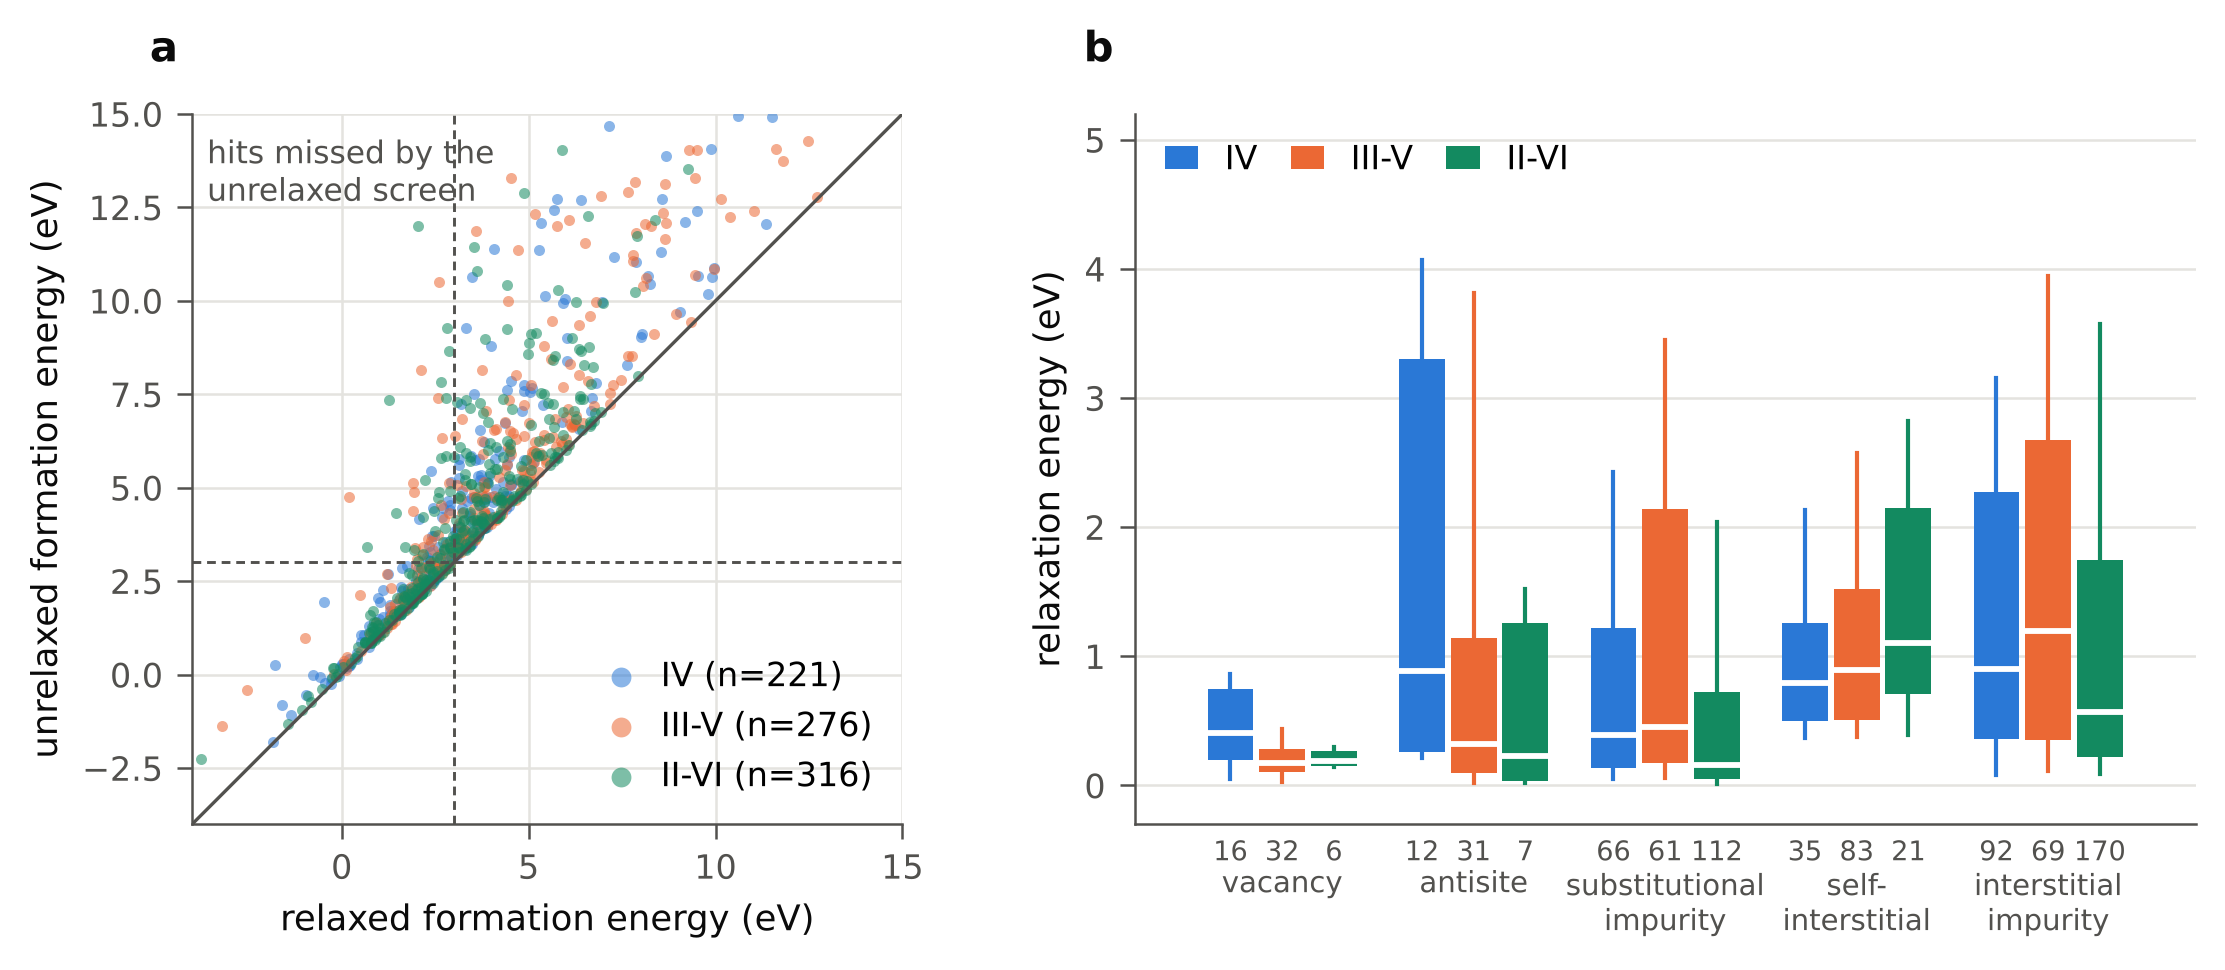 a
unrelaxed formation energy (eV)
15.0
12.5
10.0
7.5
5.0
2.5
0.0
−2.5
hits missed by the
unrelaxed screen
IV (n=221)
III-V (n=276)
II-VI (n=316)
0 5 10 15
relaxed formation energy (eV)
b
relaxation energy (eV)
5
4
3
2
1
0
IV III-V II-VI
16 32 6 12 31 7 66 61 112 35 83 21 92 69 170
vacancy antisite substitutional self- interstitial
impurity interstitial impurity